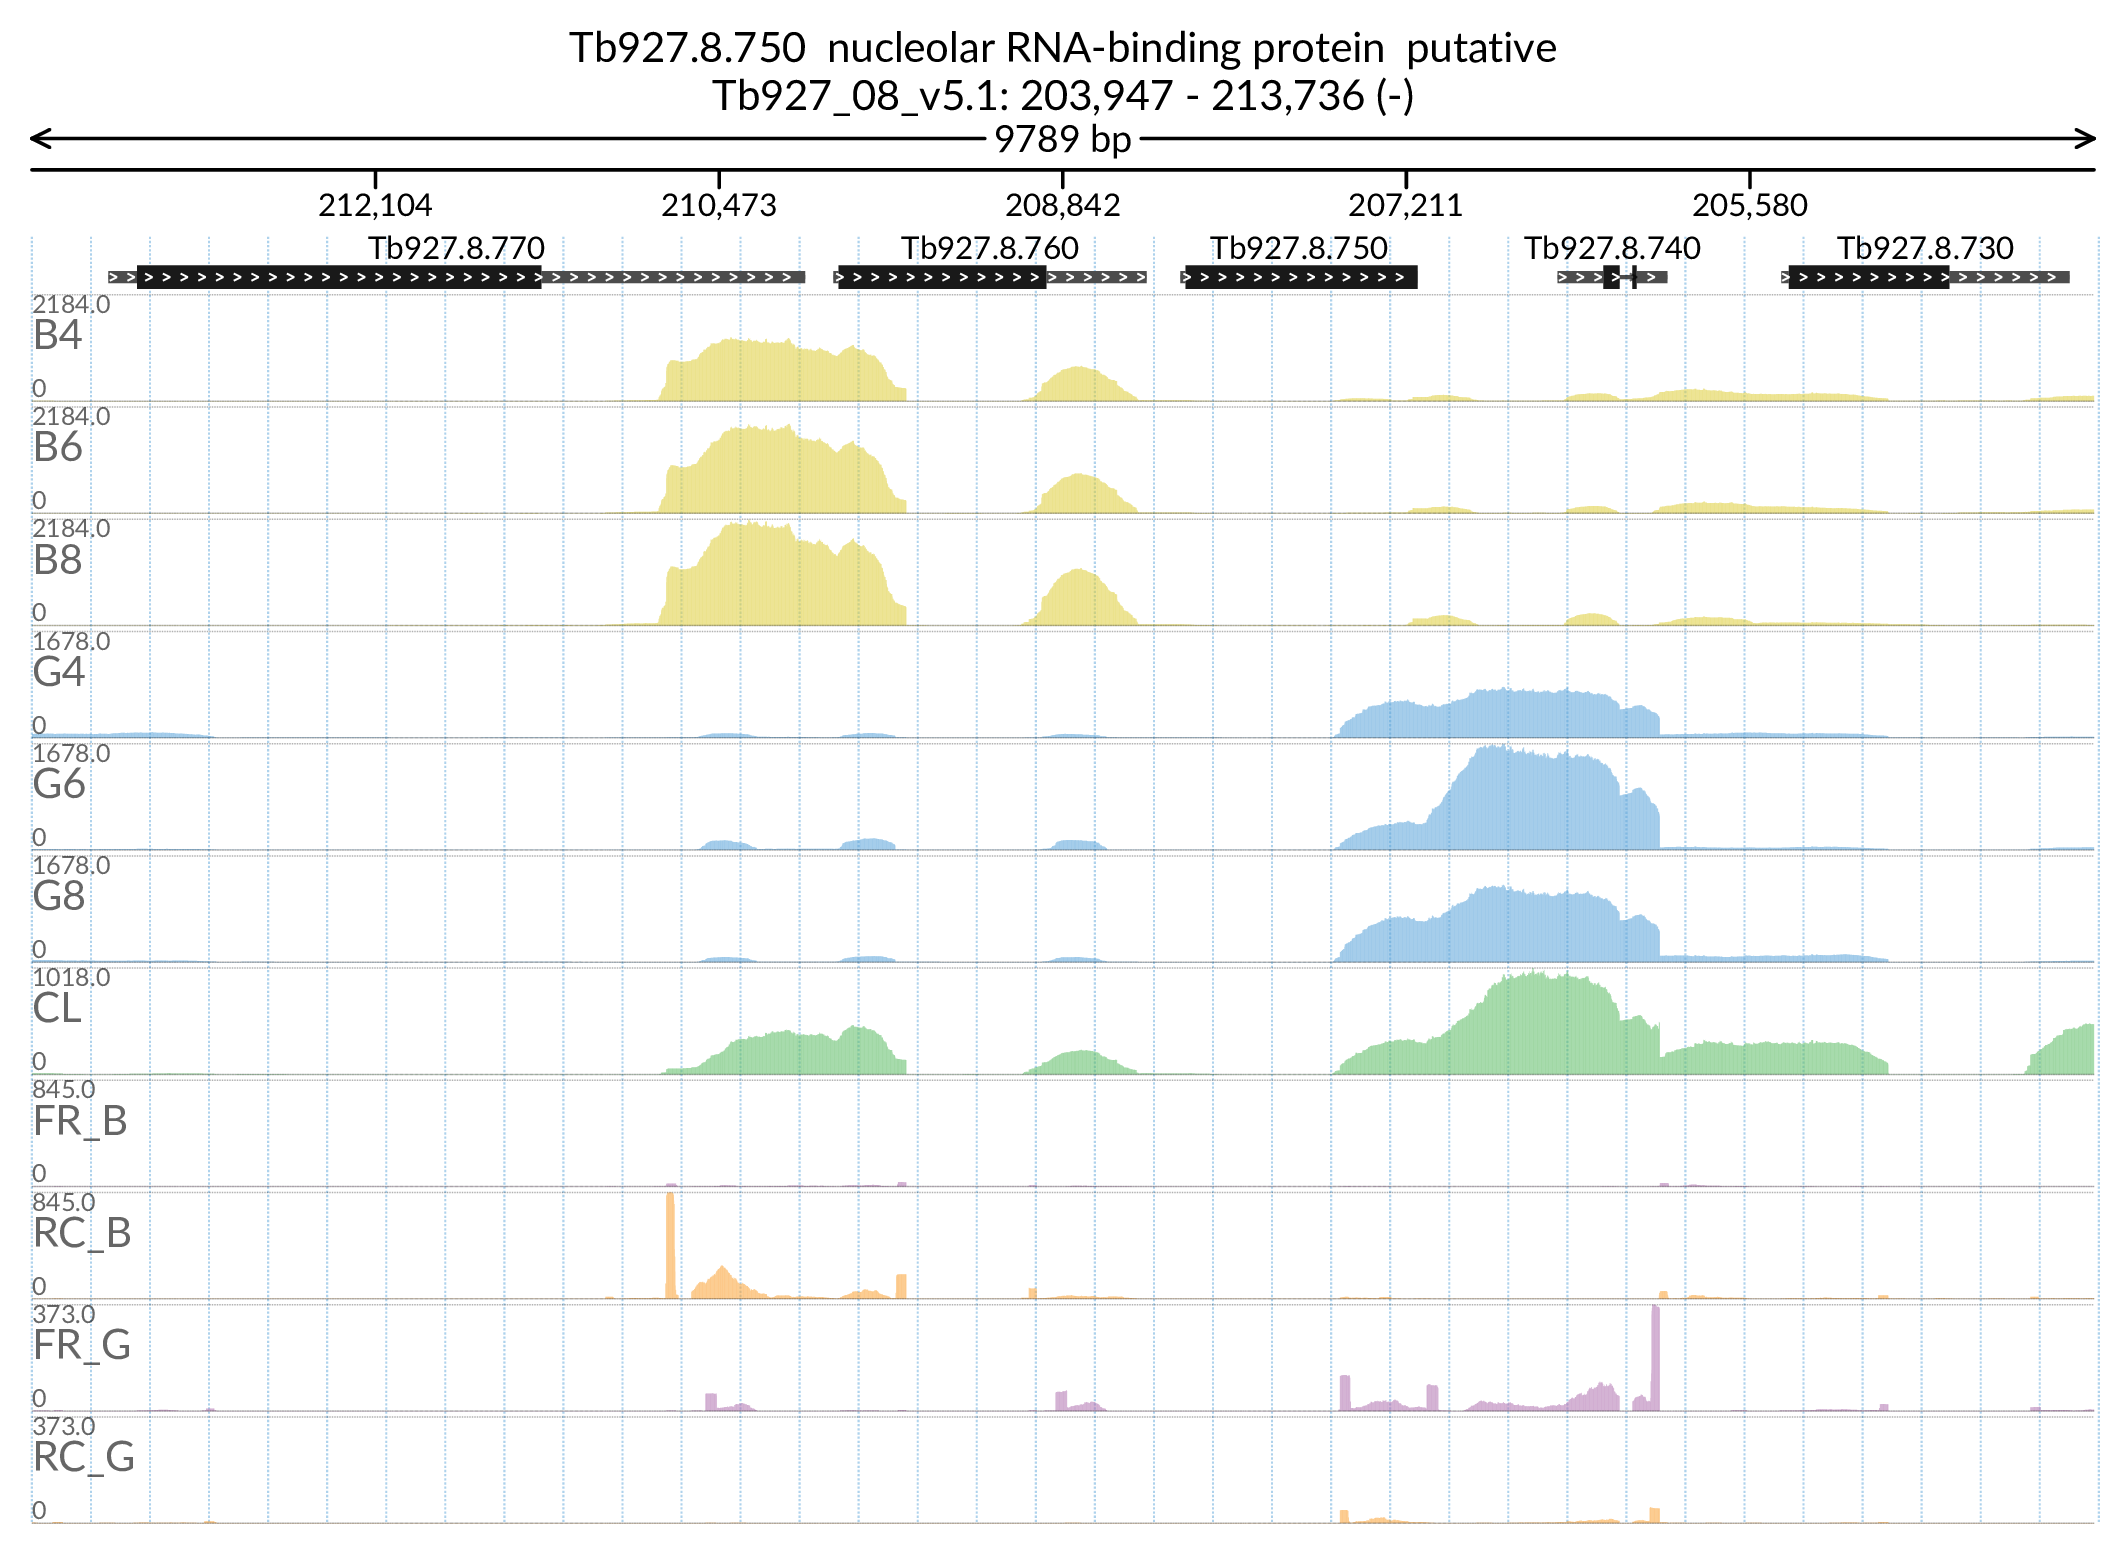 Tb927.8.750  nucleolar RNA-binding protein  putative
Tb927_08_v5.1: 203,947 - 213,736 (-)
9789 bp
212,104 210,473 208,842 207,211 205,580
Tb927.8.770 Tb927.8.760 Tb927.8.750 Tb927.8.740 Tb927.8.730
2184.0
B4
0
2184.0
B6
0
2184.0
B8
0
1678.0
G4
0
1678.0
G6
0
1678.0
G8
0
1018.0
CL
0
845.0
FR_B
0
845.0
RC_B
0
373.0
FR_G
0
373.0
RC_G
0